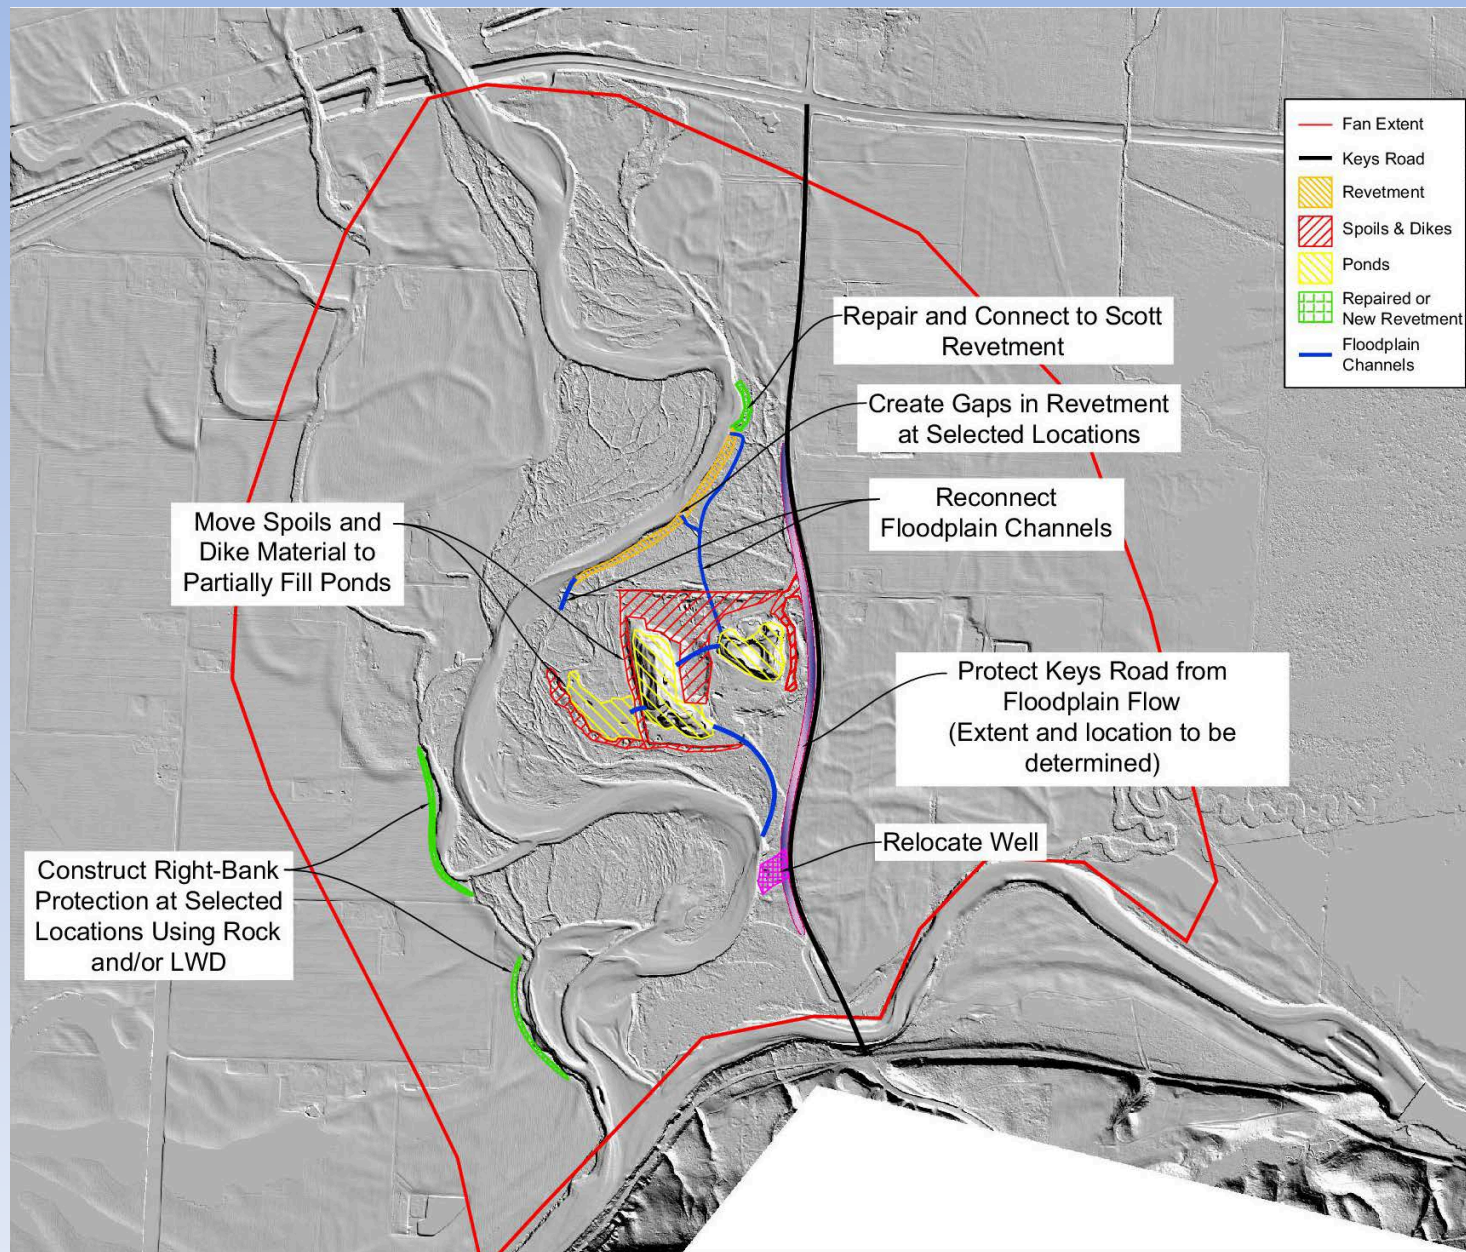 Fan Extent
Keys Road
Revetment
Spoils & Dikes
Ponds
Repaired or
New Revetment
Floodplain
Channels
Repair and Connect to Scott
Revetment
Create Gaps in Revetment
at Selected Locations
Reconnect
Floodplain Channels
Move Spoils and
Dike Material to
Partially Fill Ponds
Protect Keys Road from
Floodplain Flow
(Extent and location to be
determined)
Relocate Well
Construct Right-Bank
Protection at Selected
Locations Using Rock
and/or LWD